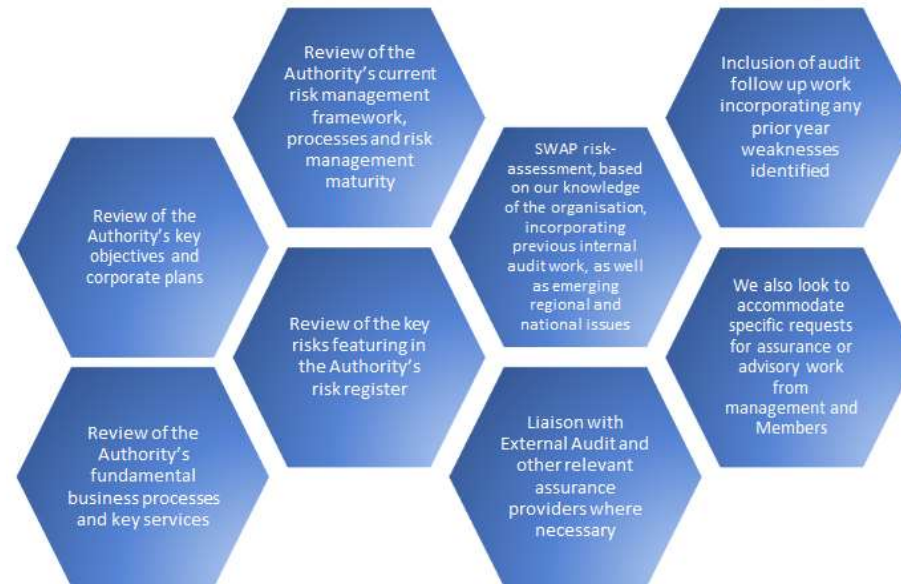 Review of the
Authority's current
risk management
framework,
processes and risk
management
maturity
Inclusion of audit
follow up work
incorporating any
prior year
weaknesses
identified
SWAP risk-
assessment, based
on our knowledge
of the organisation,
incorporating
previous internal
audit work, as well
as emerging
regional and
national issues
Review of the
Authority's key
objectives and
corporate plans
Review of the key
risks featuring in
the Authority's
risk register
We also look to
accommodate
specific requests
for assurance or
advisory work
from
management and
Members
Review of the
Authority's
fundamental
business processes
and key services
Liaison with
External Audit and
other relevant
assurance
providers where
necessary